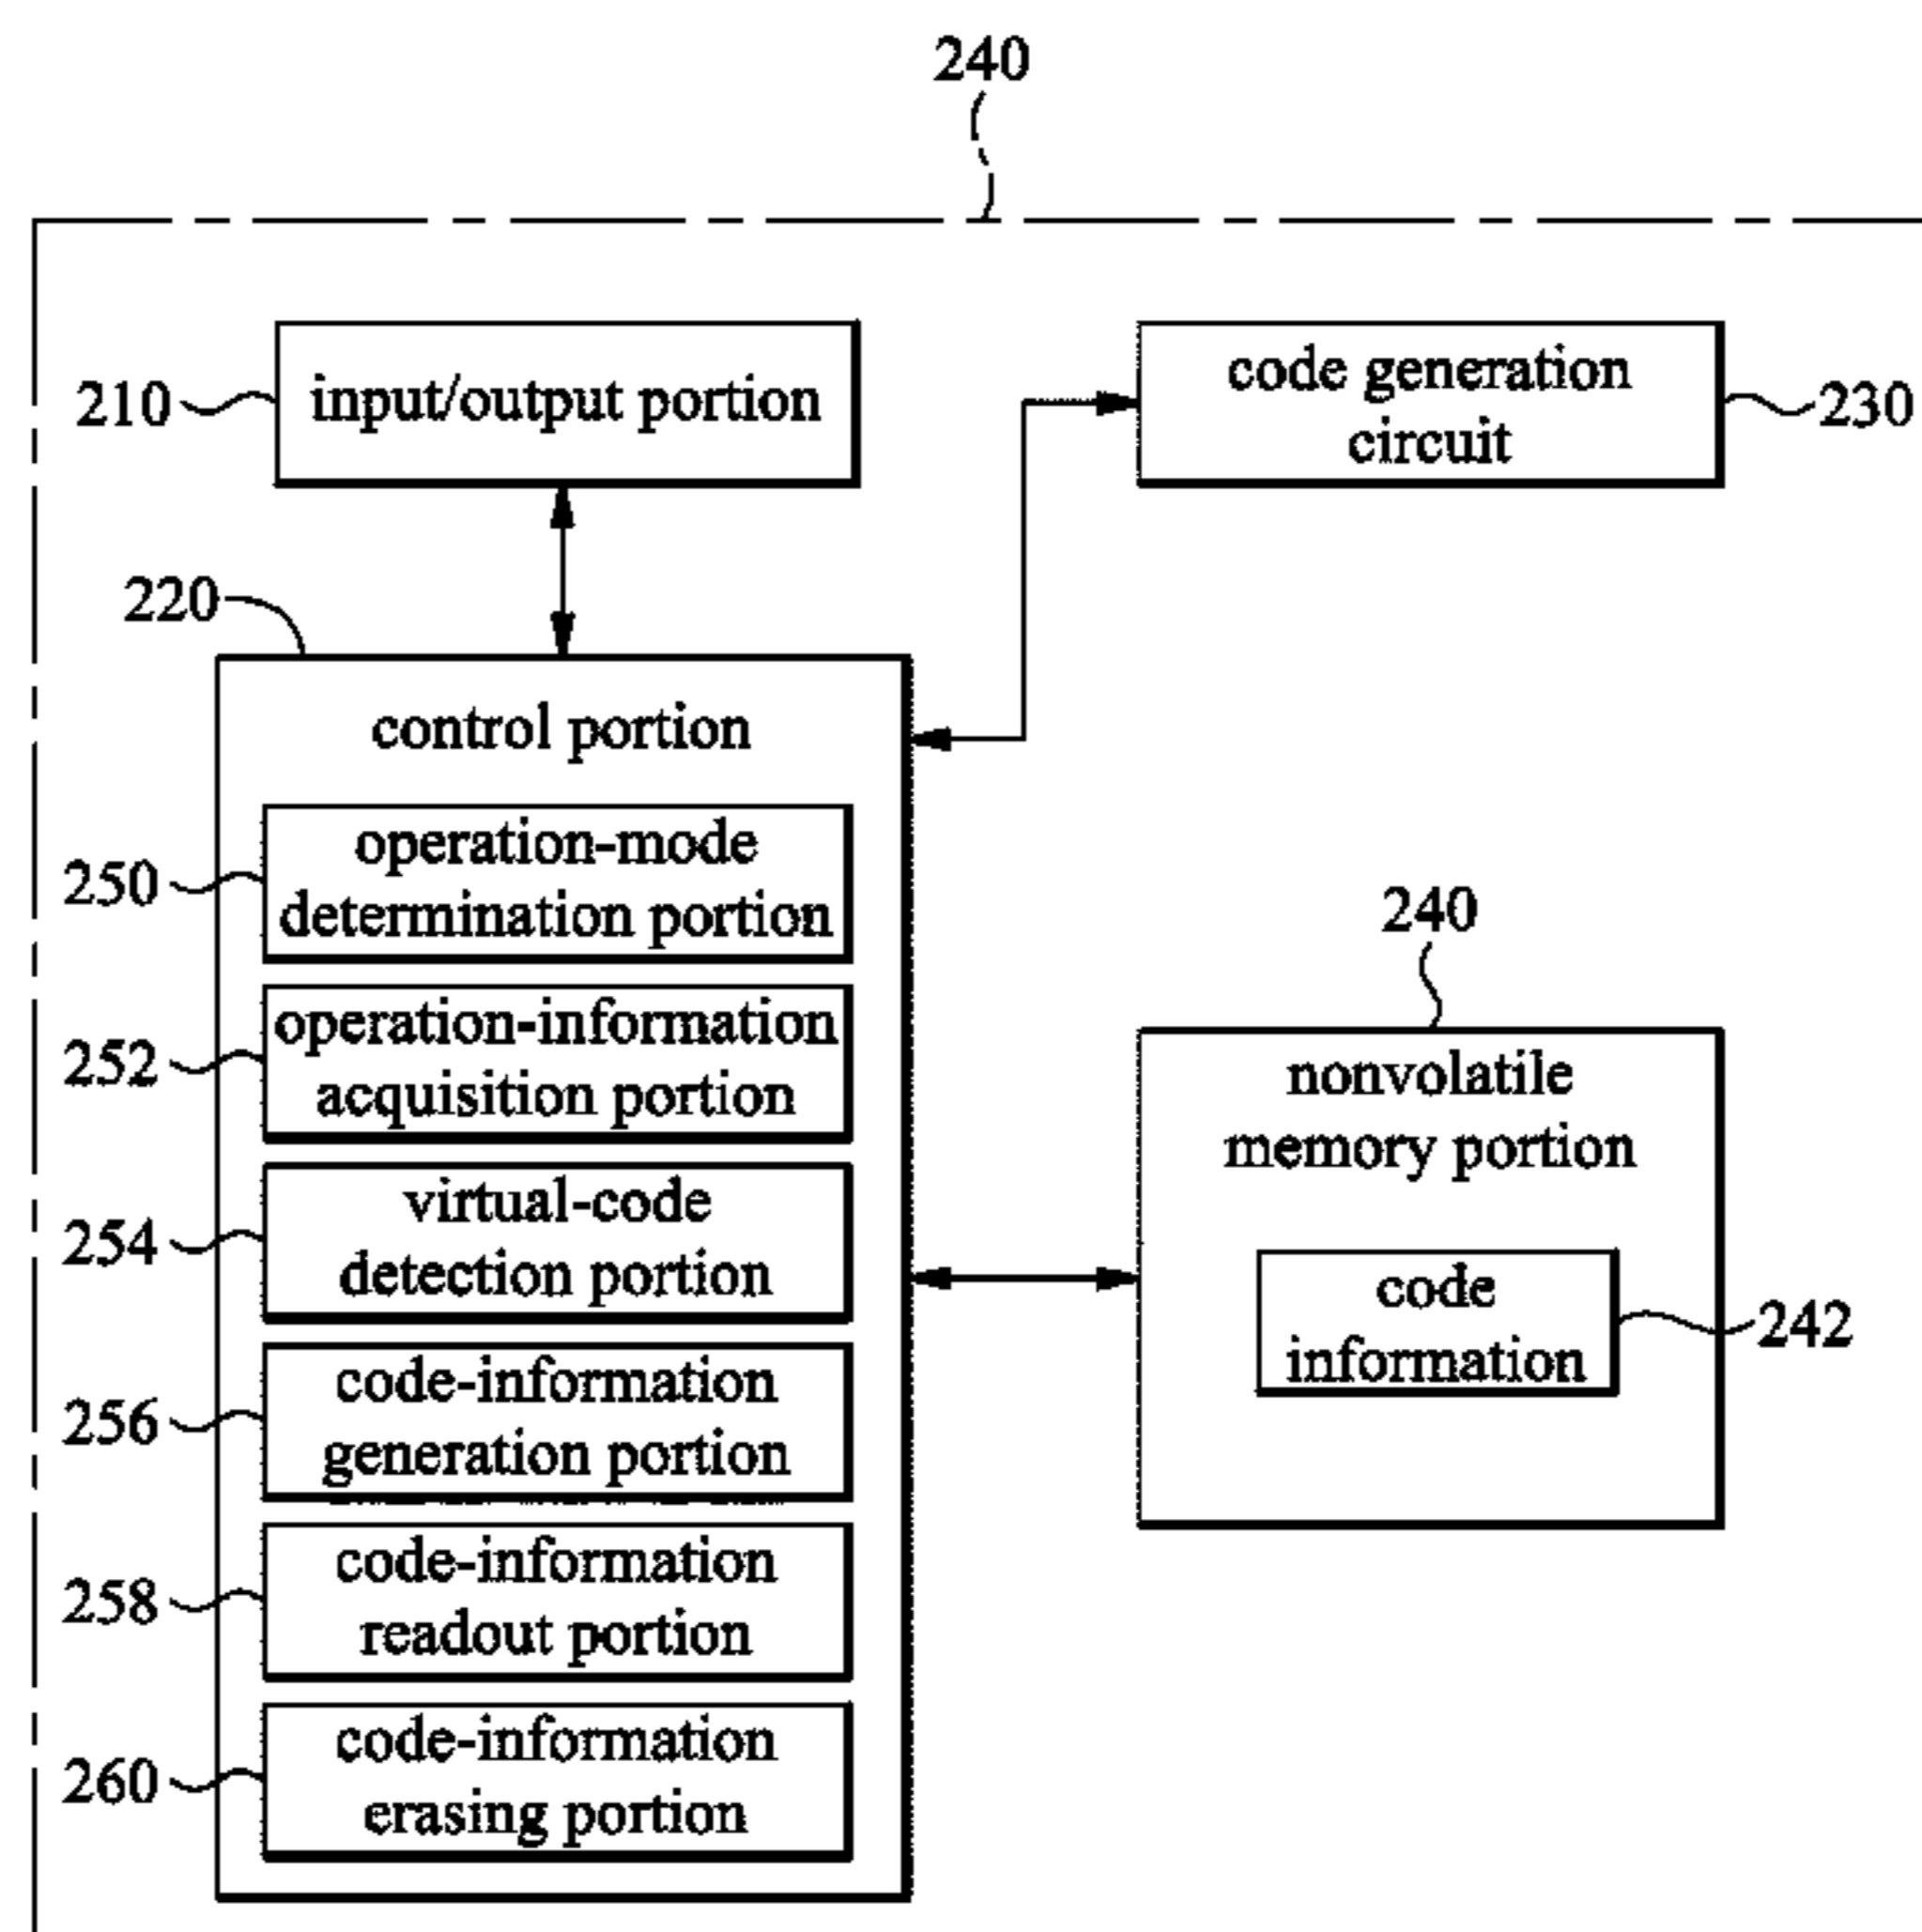 240
210
input/output portion
code generation
circuit
230
220
control portion
250
operation-mode
determination portion
252
operation-information
acquisition portion
254
virtual-code
detection portion
256
code-information
generation portion
258
code-information
readout portion
260
code-information
erasing portion
240
nonvolatile
memory portion
code
information
242